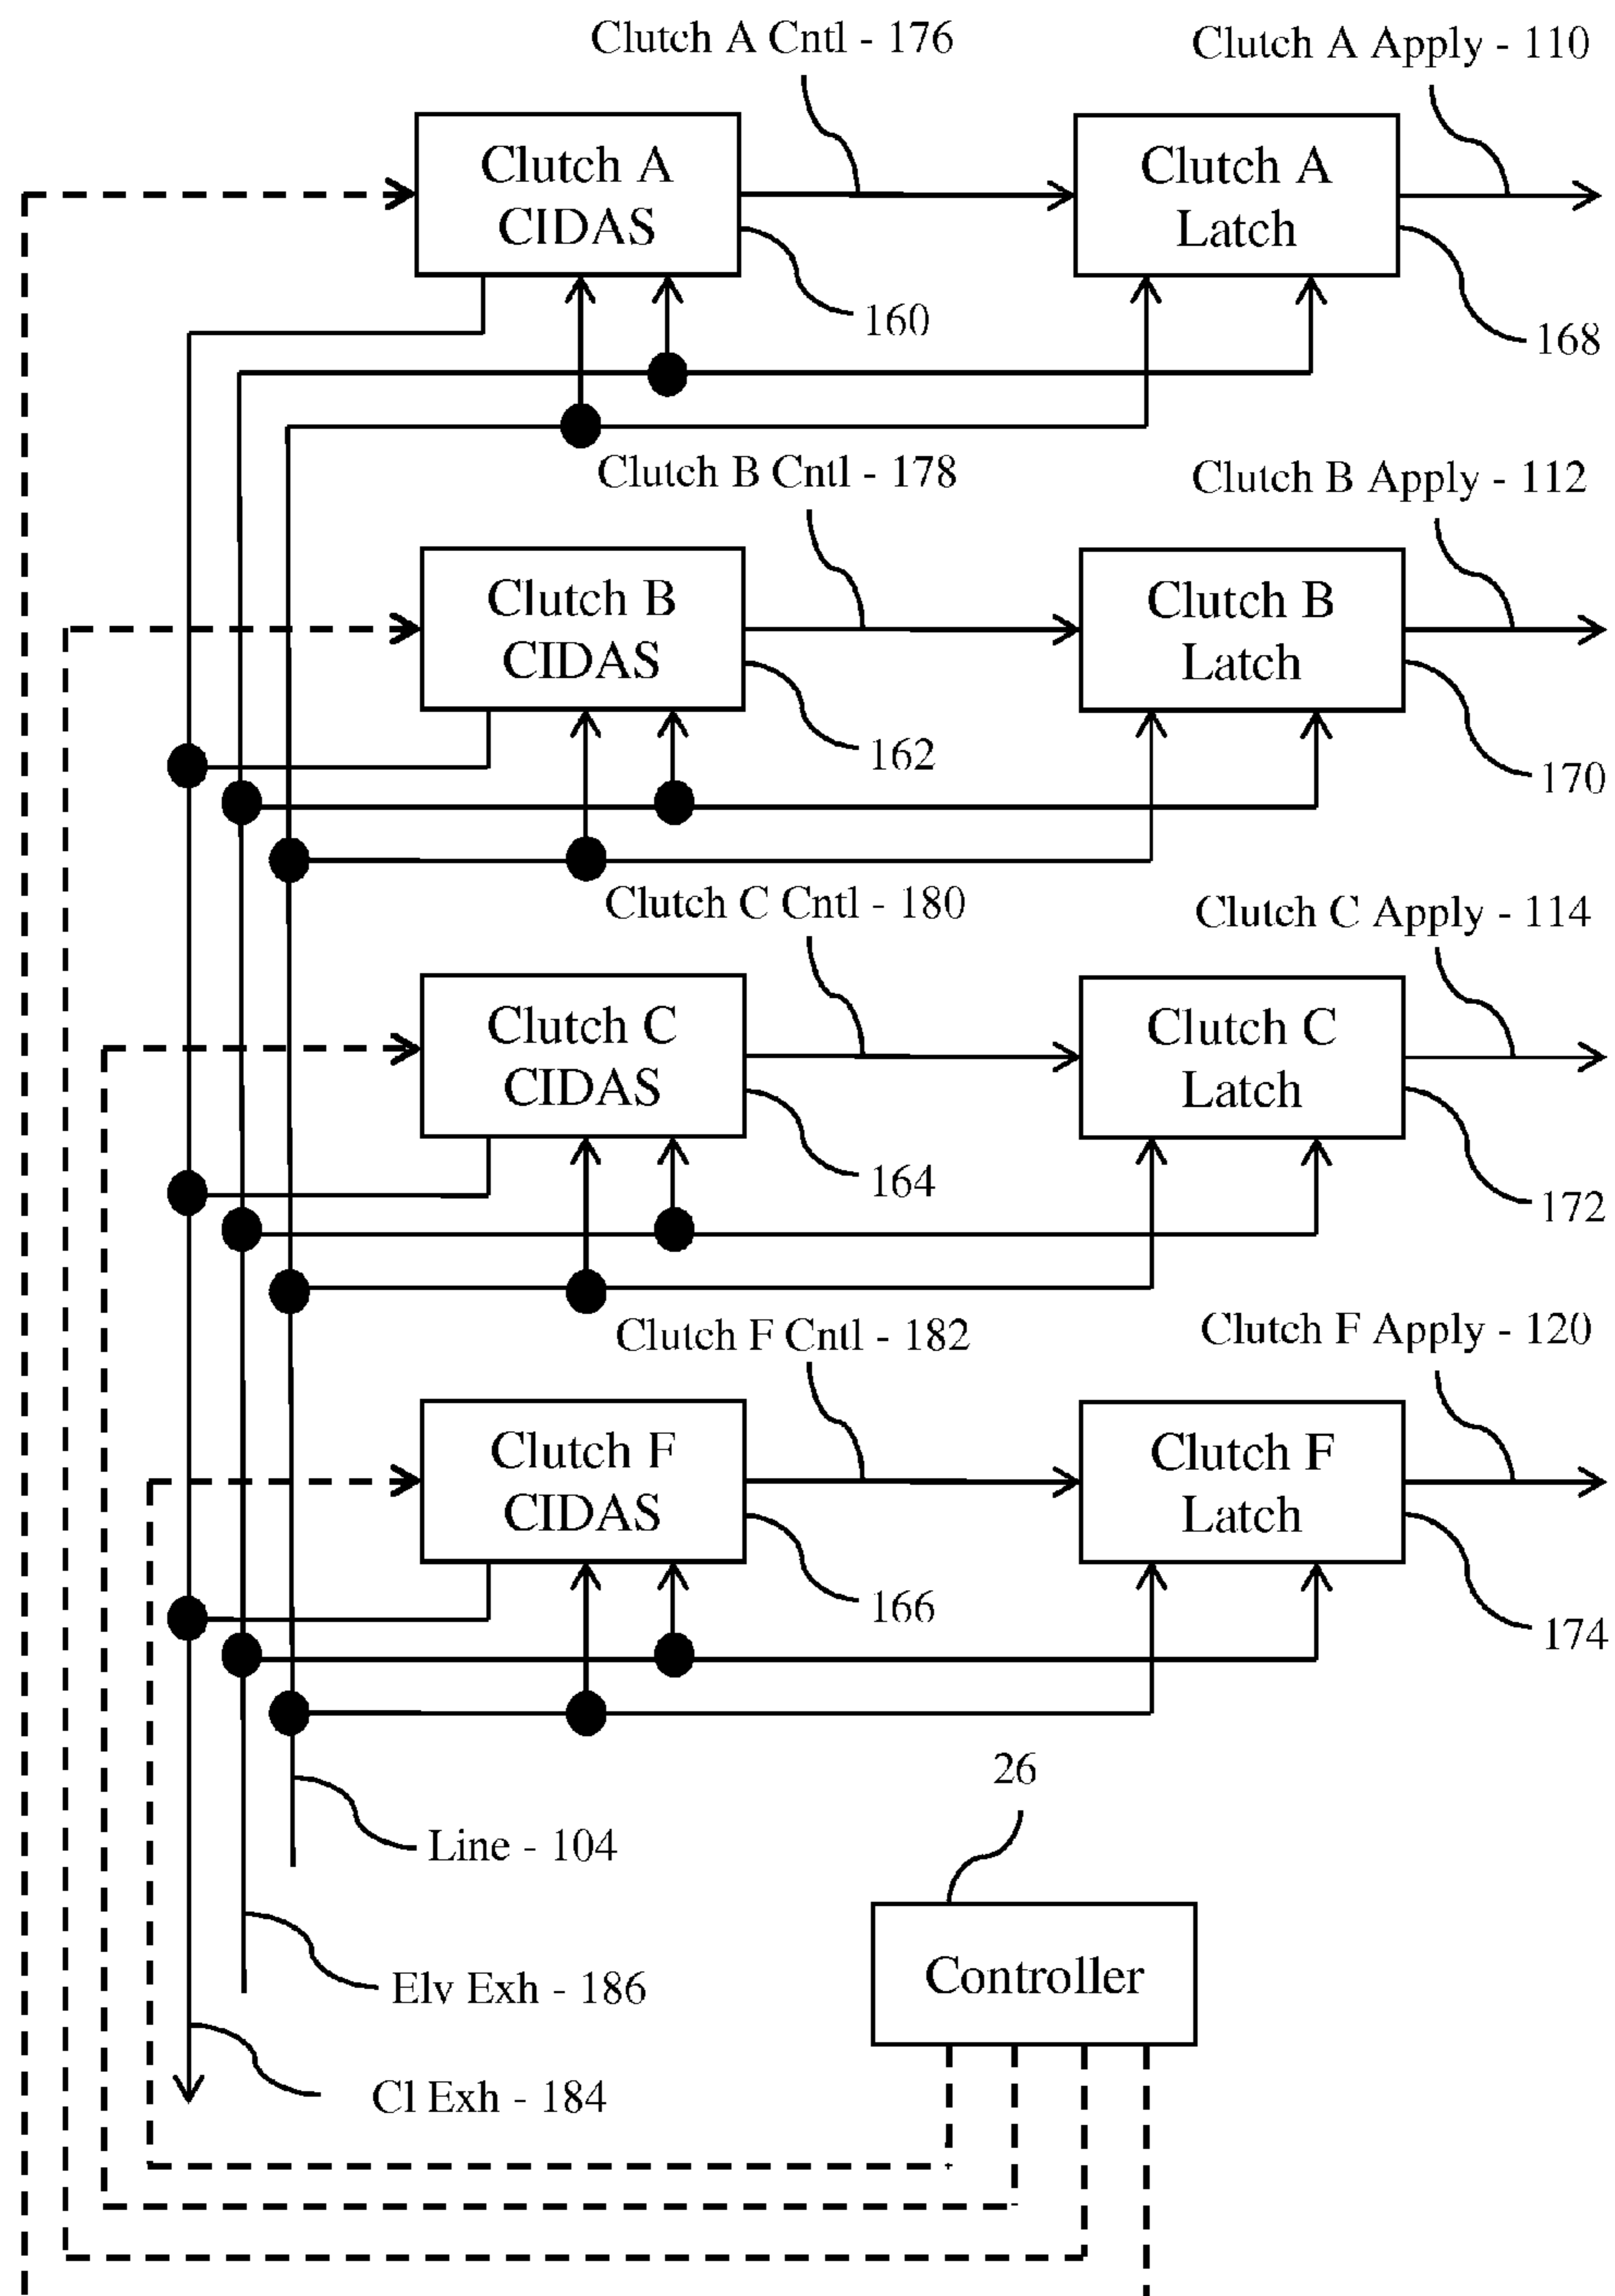 Clutch A Cntl - 176
Clutch A Apply - 110
Clutch A
CIDAS
Clutch A
Latch
160
168
Clutch B Cntl - 178
Clutch B Apply - 112
Clutch B
CIDAS
Clutch B
Latch
162
170
Clutch C Cntl - 180
Clutch C Apply - 114
Clutch C
CIDAS
Clutch C
Latch
164
172
Clutch F Cntl - 182
Clutch F Apply - 120
Clutch F
CIDAS
Clutch F
Latch
166
174
26
Line - 104
Controller
Elv Exh - 186
Cl Exh - 184